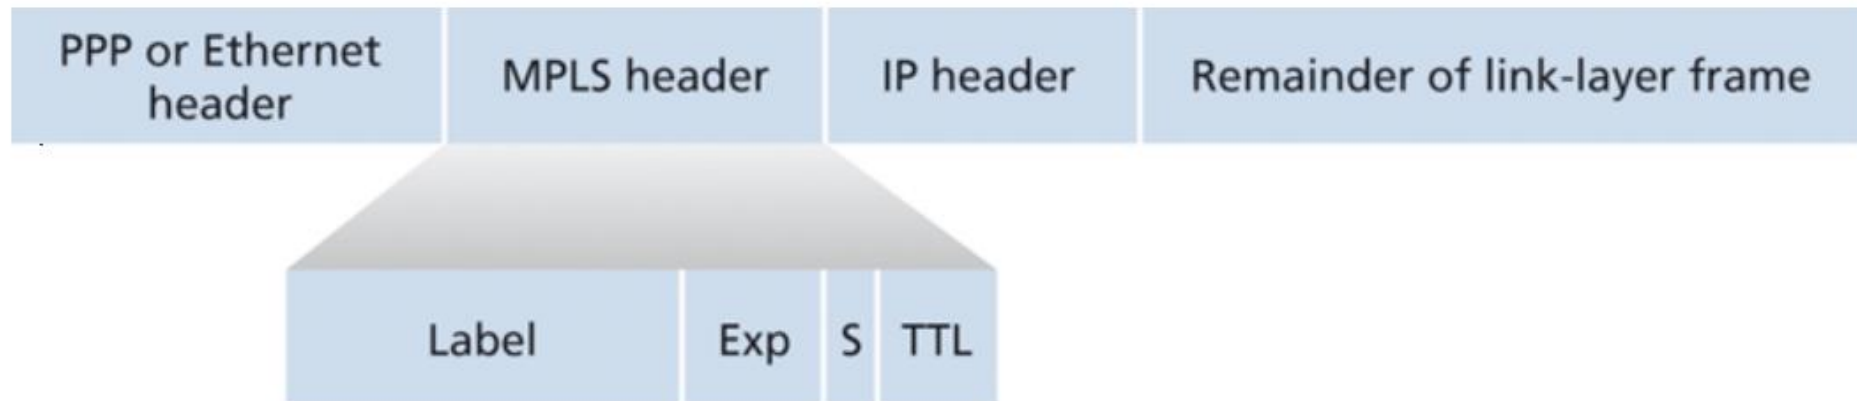 PPP or Ethernet
header
MPLS header
IP header
Remainder of link-layer frame
Label
Exp
S
TTL